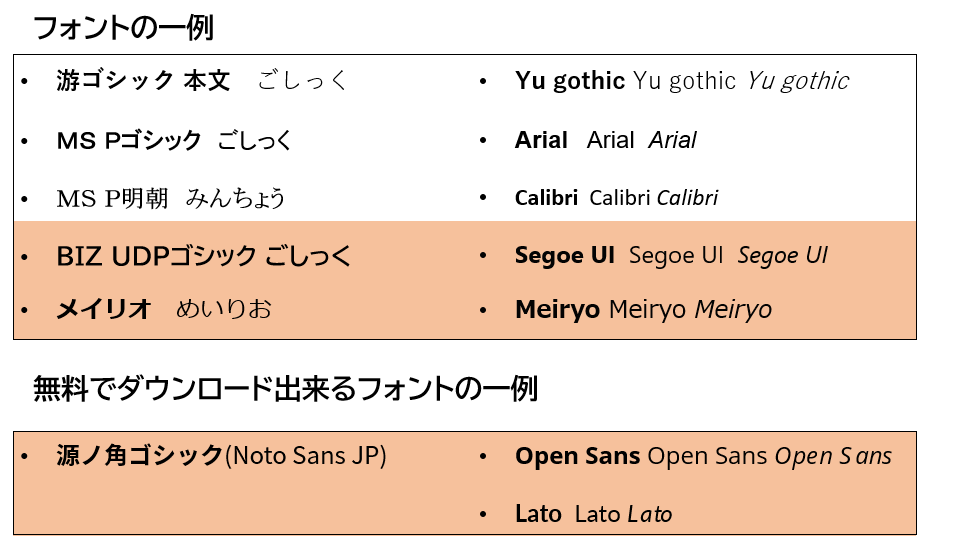 フォントの一例
• 游ゴシック 本文　ごしっく
• Yu gothic Yu gothic Yu gothic
• MS Pゴシック ごしっく
• Arial Arial Arial
• MS P明朝 みんちょう
• Calibri Calibri Calibri
• BIZ UDPゴシック ごしっく
• Segoe UI Segoe UI Segoe UI
• メイリオ　めいりお
• Meiryo Meiryo Meiryo
無料でダウンロード出来るフォントの一例
• 源ノ角ゴシック(Noto Sans JP)
• Open Sans Open Sans Open Sans
• Lato Lato Lato